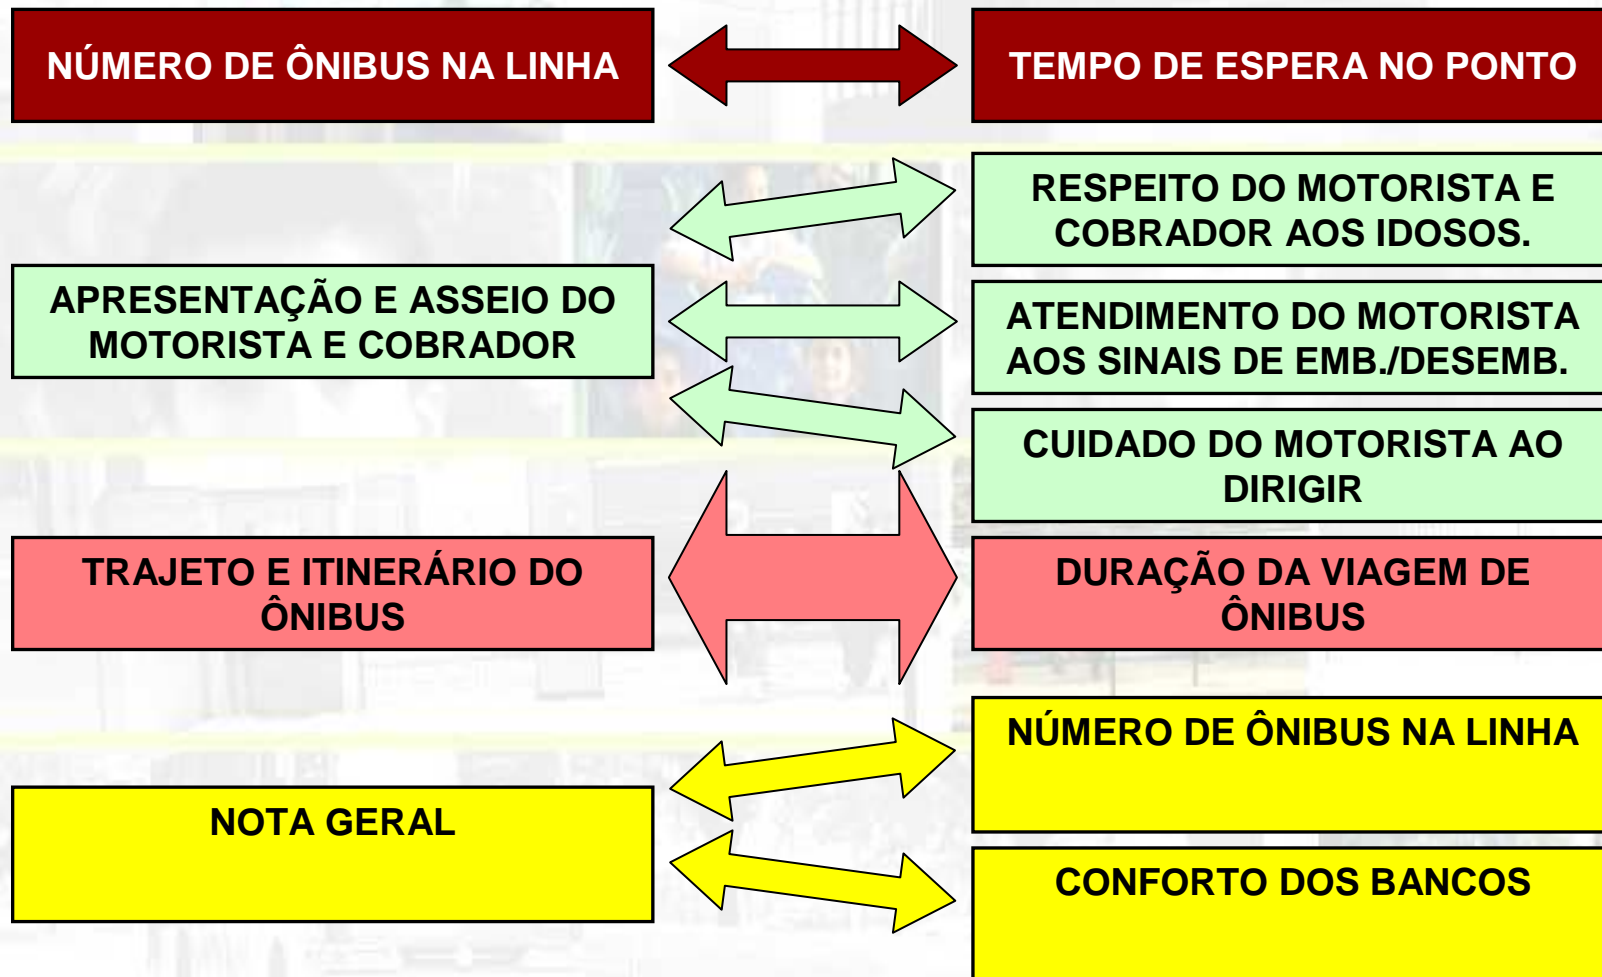 NÚMERO DE ÔNIBUS NA LINHA
TEMPO DE ESPERA NO PONTO
APRESENTAÇÃO E ASSEIO DO
MOTORISTA E COBRADOR
RESPEITO DO MOTORISTA E
COBRADOR AOS IDOSOS.
ATENDIMENTO DO MOTORISTA
AOS SINAIS DE EMB./DESEMB.
CUIDADO DO MOTORISTA AO
DIRIGIR
TRAJETO E ITINERÁRIO DO
ÔNIBUS
DURAÇÃO DA VIAGEM DE
ÔNIBUS
NOTA GERAL
NÚMERO DE ÔNIBUS NA LINHA
CONFORTO DOS BANCOS